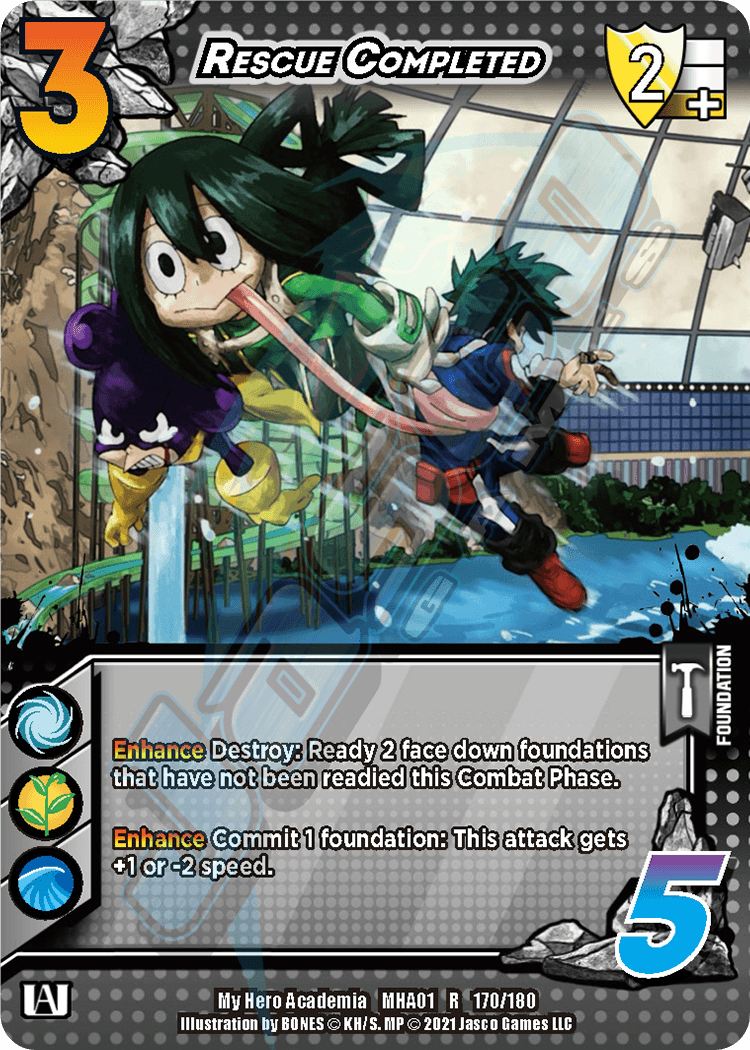 3
RESCUE COMPLETED
2
+
FOUNDATION
Enhance Destroy: Ready 2 face down foundations
that have not been readied this Combat Phase.
Enhance Commit 1 foundation: This attack gets
+1 or -2 speed.
5
UA
My Hero Academia MHA01 R 170/180
Illustration by BONES © KH/S. MP © 2021 Jasco Games LLC